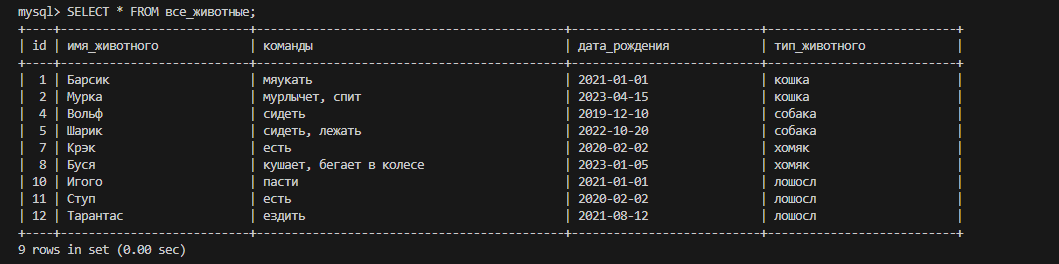 mysql> SELECT * FROM все_животные;
+----+---------------------------+--------------------------------------------+---------------------------+---------------------------+
| id | имя_животного | команды | дата_рождения | тип_животного |
+----+---------------------------+--------------------------------------------+---------------------------+---------------------------+
| 1 | Барсик | мяукать | 2021-01-01 | кошка |
| 2 | Мурка | мурлычет, спит | 2023-04-15 | кошка |
| 4 | Вольф | сидеть | 2019-12-10 | собака |
| 5 | Шарик | сидеть, лежать | 2022-10-20 | собака |
| 7 | Крэк | есть | 2020-02-02 | хомяк |
| 8 | Буся | кушает, бегает в колесе | 2023-01-05 | хомяк |
| 10 | Игого | пасти | 2021-01-01 | лошосл |
| 11 | Ступ | есть | 2020-02-02 | лошосл |
| 12 | Тарантас | ездить | 2021-08-12 | лошосл |
+----+---------------------------+--------------------------------------------+---------------------------+---------------------------+
9 rows in set (0.00 sec)